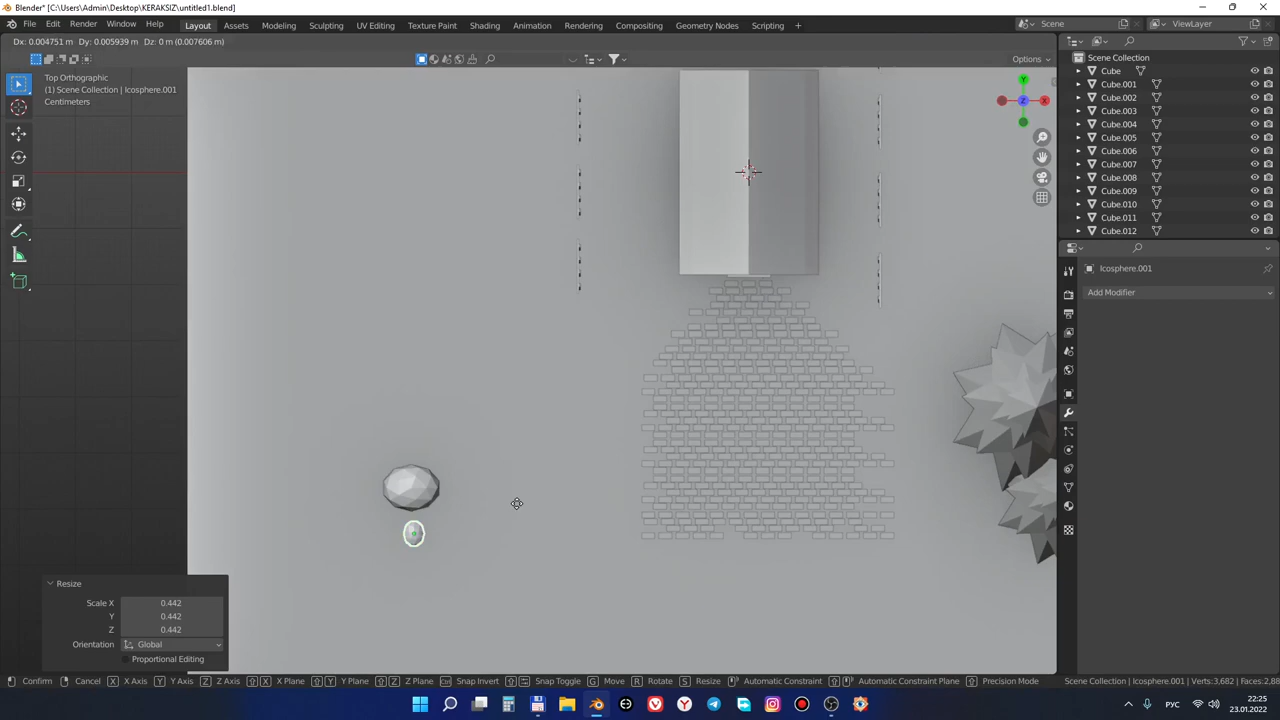 Blender* [C:\Users\Admin\Desktop\KERAKSIZ\untitled1.blend]
File Edit Render Window Help Layout Assets Modeling Sculpting UV Editing Texture Paint Shading Animation Rendering Compositing Geometry Nodes Scripting + Scene ViewLayer
Dx: 0.004751 m Dy: 0.005939 m Dz: 0 m (0.007606 m)
Options
Top Orthographic
(1) Scene Collection | Icosphere.001
Centimeters
Y
Z
X
Scene Collection
Cube
Cube.001
Cube.002
Cube.003
Cube.004
Cube.005
Cube.006
Cube.007
Cube.008
Cube.009
Cube.010
Cube.011
Cube.012
Icosphere.001
Add Modifier
Resize
Scale X 0.442
Y 0.442
Z 0.442
Orientation Global
Proportional Editing
Confirm X X Axis Y Y Axis Z Z Axis X X Plane Y Y Plane Z Z Plane Ctrl Snap Invert Snap Toggle G Move R Rotate S Resize Automatic Constraint Automatic Constraint Plane Precision Mode Scene Collection | Icosphere.001 | Verts:3,682 | Faces:2,88
РУС
22:25
23.01.2022